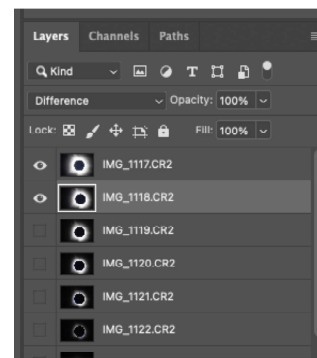 Layers Channels Paths
Kind
Difference Opacity: 100%
Lock: Fill: 100%
IMG_1117.CR2
IMG_1118.CR2
IMG_1119.CR2
IMG_1120.CR2
IMG_1121.CR2
IMG_1122.CR2